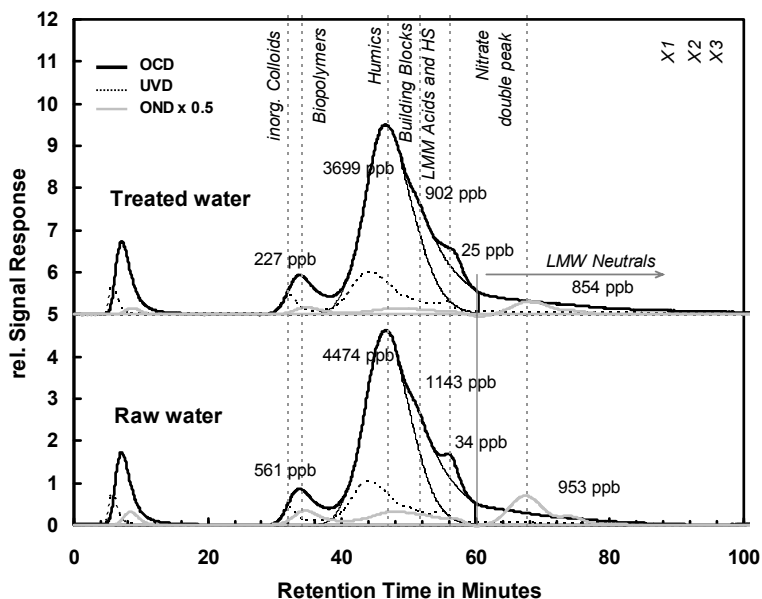 12
11
10
9
8
7
6
5
4
3
2
1
0
rel. Signal Response
OCD
UVD
OND x 0.5
inorg. Colloids
Biopolymers
Humics
Building Blocks
LMM Acids and HS
Nitrate
double peak
X1
X2
X3
3699 ppb
902 ppb
Treated water
227 ppb
25 ppb
LMW Neutrals
854 ppb
4474 ppb
1143 ppb
Raw water
34 ppb
561 ppb
953 ppb
0 20 40 60 80 100
Retention Time in Minutes